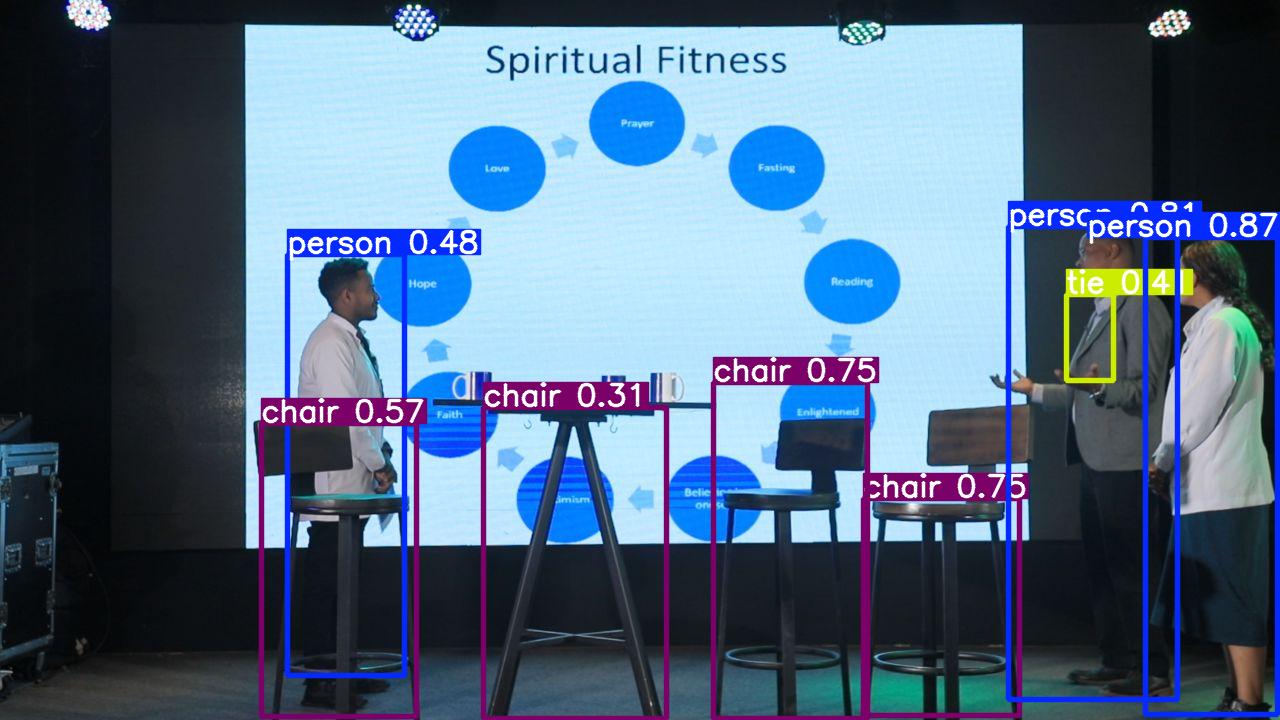 Spiritual Fitness
Prayer
Love
Fasting
person 0.81
person 0.87
person 0.48
Hope
Reading
tie 0.41
chair 0.75
chair 0.31
chair 0.57
Faith
Enlightened
chair 0.75